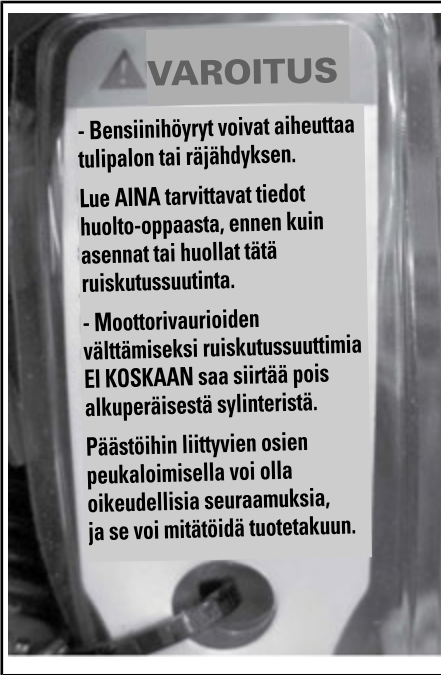 VAROITUS
- Bensiinihöyryt voivat aiheuttaa
tulipalon tai räjähdyksen.
Lue AINA tarvittavat tiedot
huolto-oppaasta, ennen kuin
asennat tai huollat tätä
ruiskutussuutinta.
- Moottorivaurioiden
välttämiseksi ruiskutussuuttimia
EI KOSKAAN saa siirtää pois
alkuperäisestä sylinteristä.
Päästöihin liittyvien osien
peukaloimisella voi olla
oikeudellisia seuraamuksia,
ja se voi mitätöidä tuotetakuun.